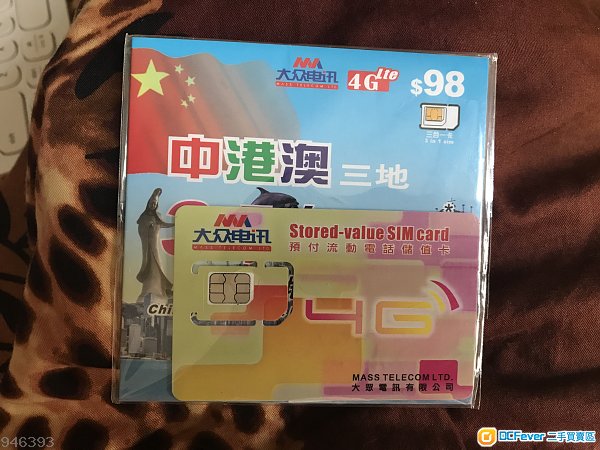 大众电讯
MASS TELECOM LTD.
4G lte
$98
三合一卡
3 in 1 sim
中港澳三地
大众电讯
MASS TELECOM LTD.
Stored-value SIM card
預付流動電話儲值卡
Chi
4G
MASS TELECOM LTD.
大眾電訊有限公司
946393
DCFever 二手買賣區